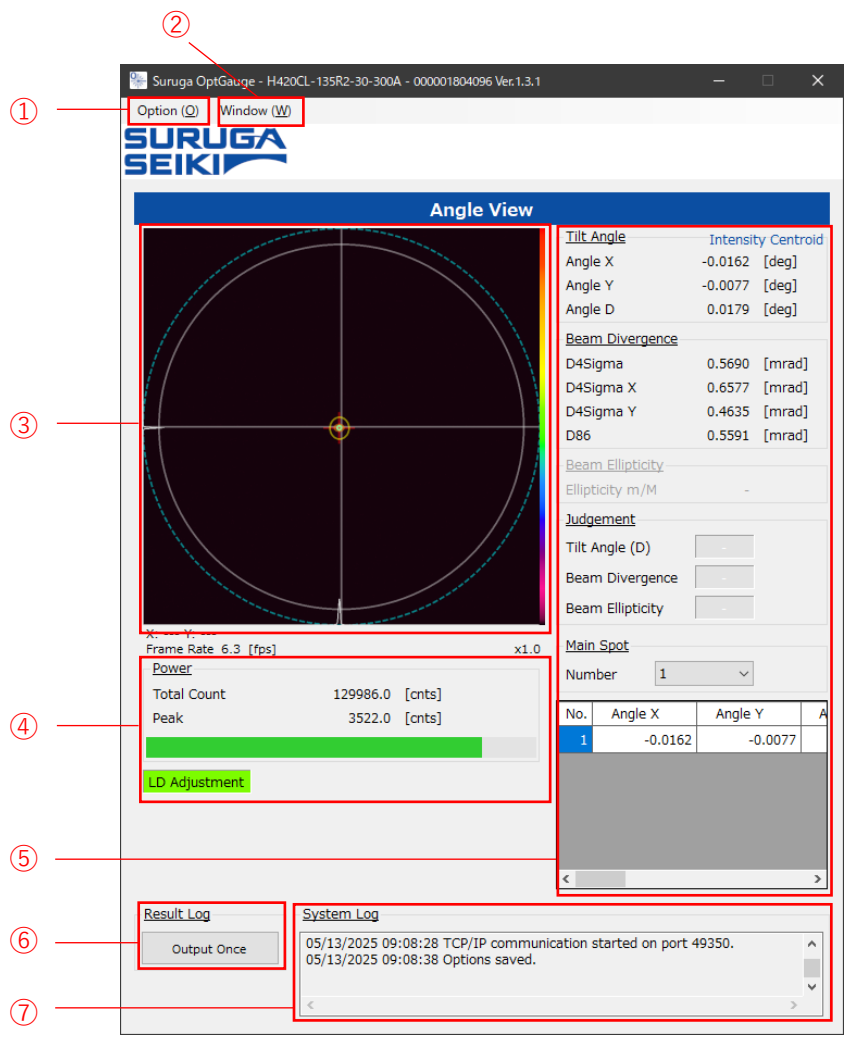 ②
Suruga OptGauge - H420CL-135R2-30-300A - 000001804096 Ver.1.3.1
①
Option (O) Window (W)
SURUGA
SEIKI
Angle View
Tilt Angle Intensity Centroid
Angle X -0.0162 [deg]
Angle Y -0.0077 [deg]
Angle D 0.0179 [deg]
Beam Divergence
D4Sigma 0.5690 [mrad]
D4Sigma X 0.6577 [mrad]
D4Sigma Y 0.4635 [mrad]
D86 0.5591 [mrad]
Beam Ellipticity
Ellipticity m/M -
Judgement
Tilt Angle (D) -
Beam Divergence -
Beam Ellipticity -
Main Spot
Number 1
No. Angle X Angle Y A
1 -0.0162 -0.0077
③
X: --- Y: ---
Frame Rate 6.3 [fps] x1.0
Power
Total Count 129986.0 [cnts]
Peak 3522.0 [cnts]
④
LD Adjustment
⑤
Result Log
⑥
Output Once
System Log
05/13/2025 09:08:28 TCP/IP communication started on port 49350.
05/13/2025 09:08:38 Options saved.
⑦